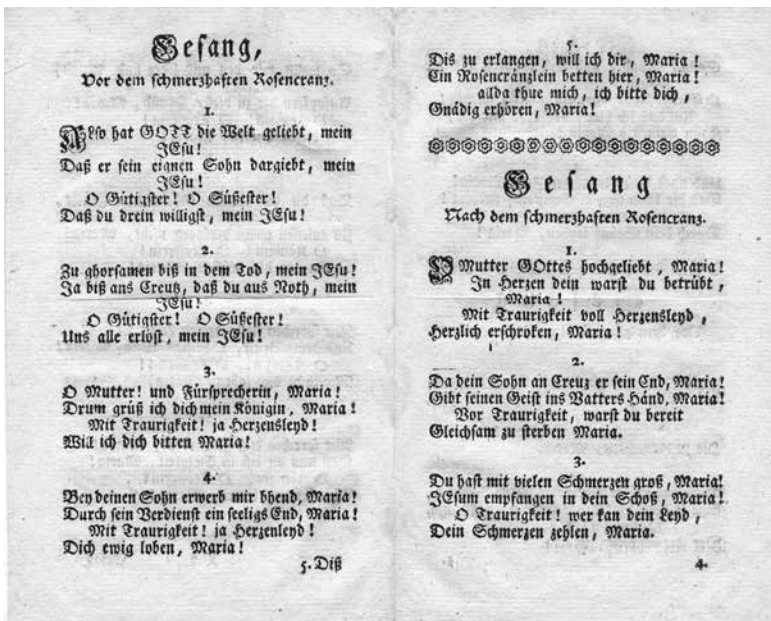 Gesang,
Vor dem schmerzhaften Rosencranz.
1.
Also hat GOTT die Welt geliebt, mein
JEsu!
Daß er sein eignen Sohn dargiebt, mein
JEsu!
O Gütigster! O Süßester!
Daß du drein willigst, mein JEsu!
2.
Zu ghorsamen biß in dem Tod, mein JEsu!
Ja biß ans Creutz, daß du aus Noth, mein
JEsu!
O Gütigster! O Süßester!
Uns alle erlöst, mein JEsu!
3.
O Mutter! und Fürsprecherin, Maria!
Drum grüß ich dich mein Königin, Maria!
Mit Traurigkeit! ja Herzensleyd!
Will ich dich bitten Maria!
4.
Bey deinen Sohn erwerb mir bhend, Maria!
Durch sein Verdienst ein seeligs End, Maria!
Mit Traurigkeit! ja Herzenleyd!
Dich ewig loben, Maria!
5. Diß
5.
Dis zu erlangen, will ich dir, Maria!
Ein Rosencränzlein betten hier, Maria!
allda thue mich, ich bitte dich,
Gnädig erhören, Maria!
Gesang
Nach dem schmerzhaften Rosencranz.
1.
O Mutter GOttes hochgeliebt, Maria!
In Herzen dein warst du betrübt,
Maria!
Mit Traurigkeit voll Herzensleyd,
Herzlich erschroken, Maria!
2.
Da dein Sohn an Creuz er sein End, Maria!
Gibt seinen Geist ins Vatters Händ, Maria!
Vor Traurigkeit, warst du bereit
Gleichsam zu sterben Maria.
3.
Du hast mit vielen Schmerzen groß, Maria!
JEsum empfangen in dein Schoß, Maria!
O Traurigkeit! wer kan dein Leyd,
Dein Schmerzen zehlen, Maria.
4.